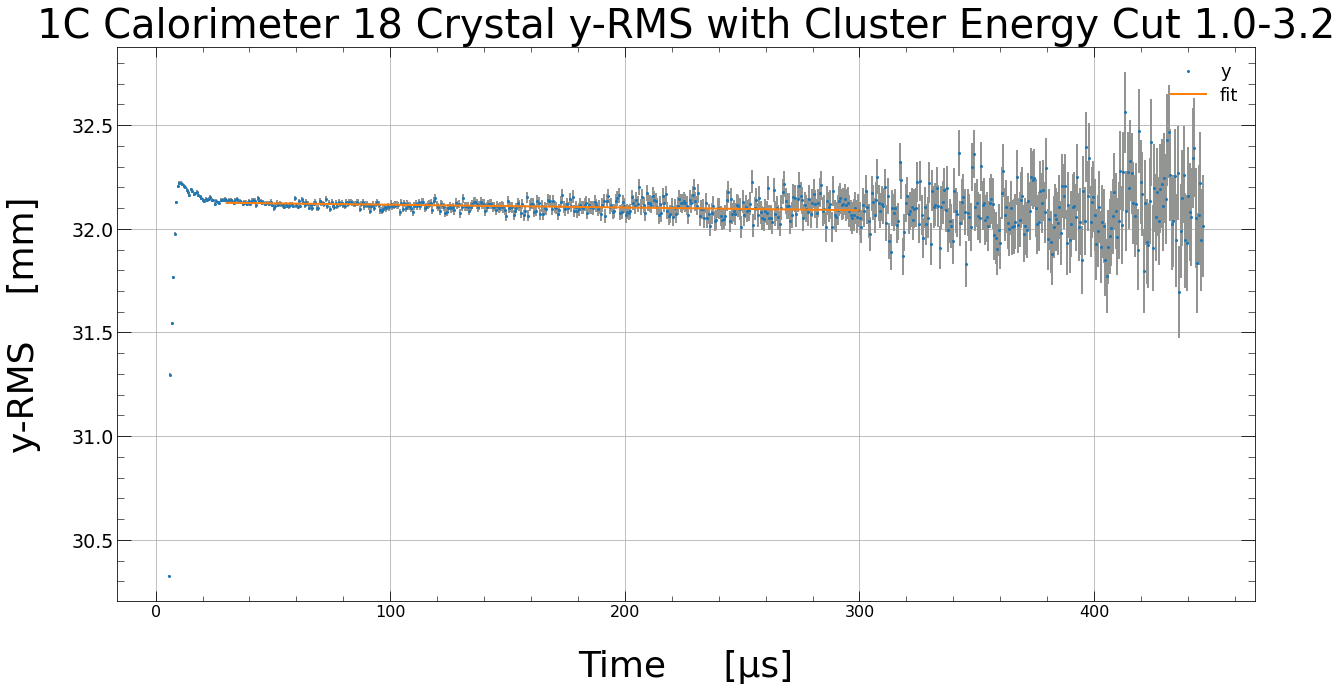 1C Calorimeter 18 Crystal y-RMS with Cluster Energy Cut 1.0-3.2
y
fit
32.5
32.0
31.5
31.0
30.5
y-RMS [mm]
0 100 200 300 400
Time [μs]